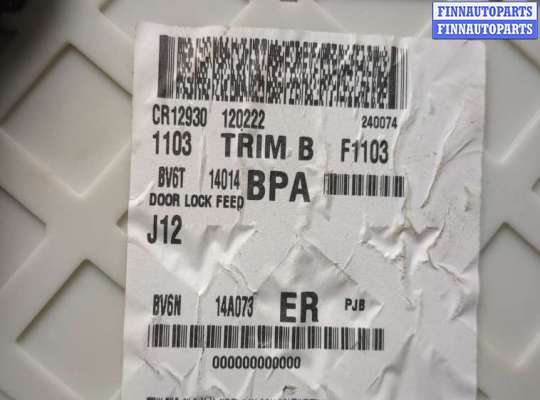 FINNAUTOPARTS
FINNAUTOPARTS
CR12930 120222 240074
1103 TRIM B F1103
BV6T 14014 BPA
DOOR LOCK FEED
J12
BV6N 14A073 ER PJB
000000000000